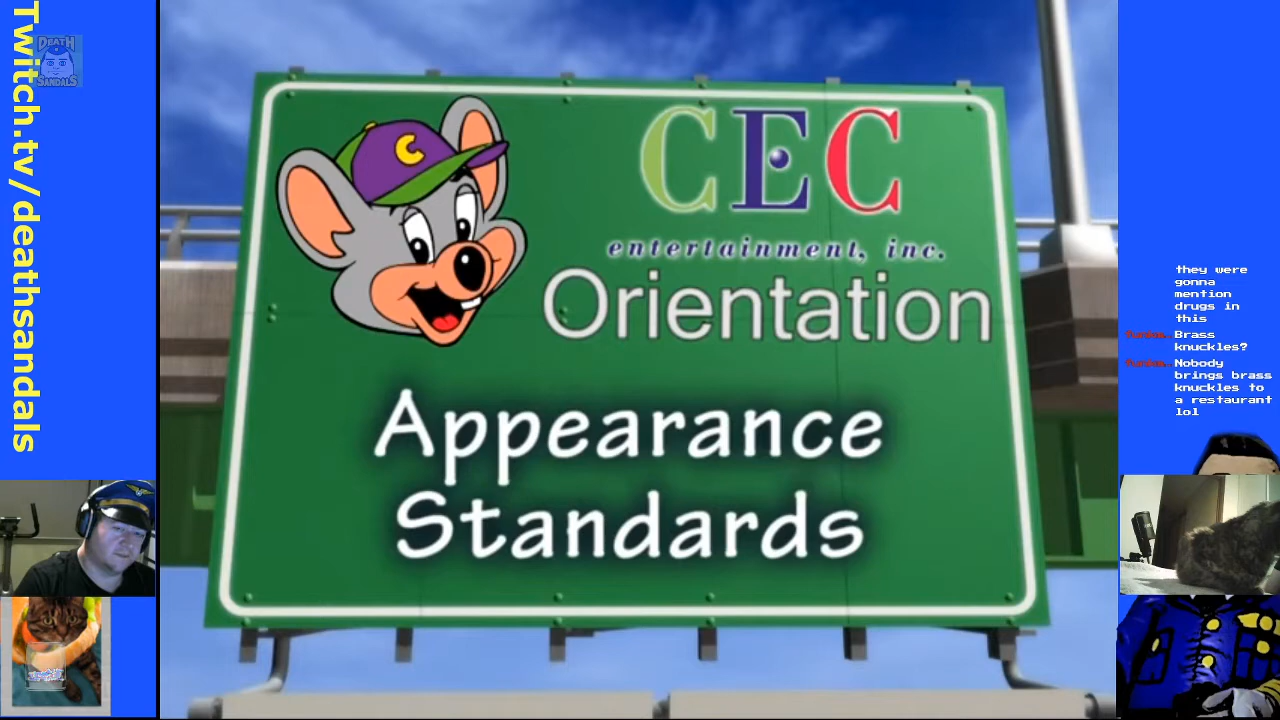 Twitch.tv/deathsandals
DEATH
SANDALS
C
CEC
entertainment, inc.
Orientation
Appearance
Standards
they were
gonna
mention
drugs in
this
Brass
knuckles?
Nobody
brings brass
knuckles to
a restaurant
lol